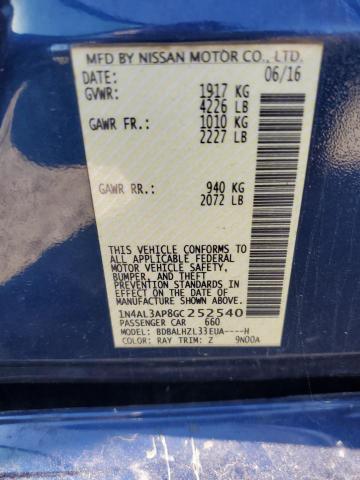 MFD BY NISSAN MOTOR CO., LTD.
DATE: 06/16
GVWR: 1917 KG
4226 LB
GAWR FR.: 1010 KG
2227 LB
GAWR RR.: 940 KG
2072 LB
THIS VEHICLE CONFORMS TO
ALL APPLICABLE FEDERAL
MOTOR VEHICLE SAFETY,
BUMPER, AND THEFT
PREVENTION STANDARDS
IN EFFECT ON THE DATE OF
MANUFACTURE SHOWN ABOVE.
1N4AL3AP8GC252540
PASSENGER CAR 660
MODEL: BDBALHZL33EUA----H
COLOR: RAY TRIM: Z 9N00A